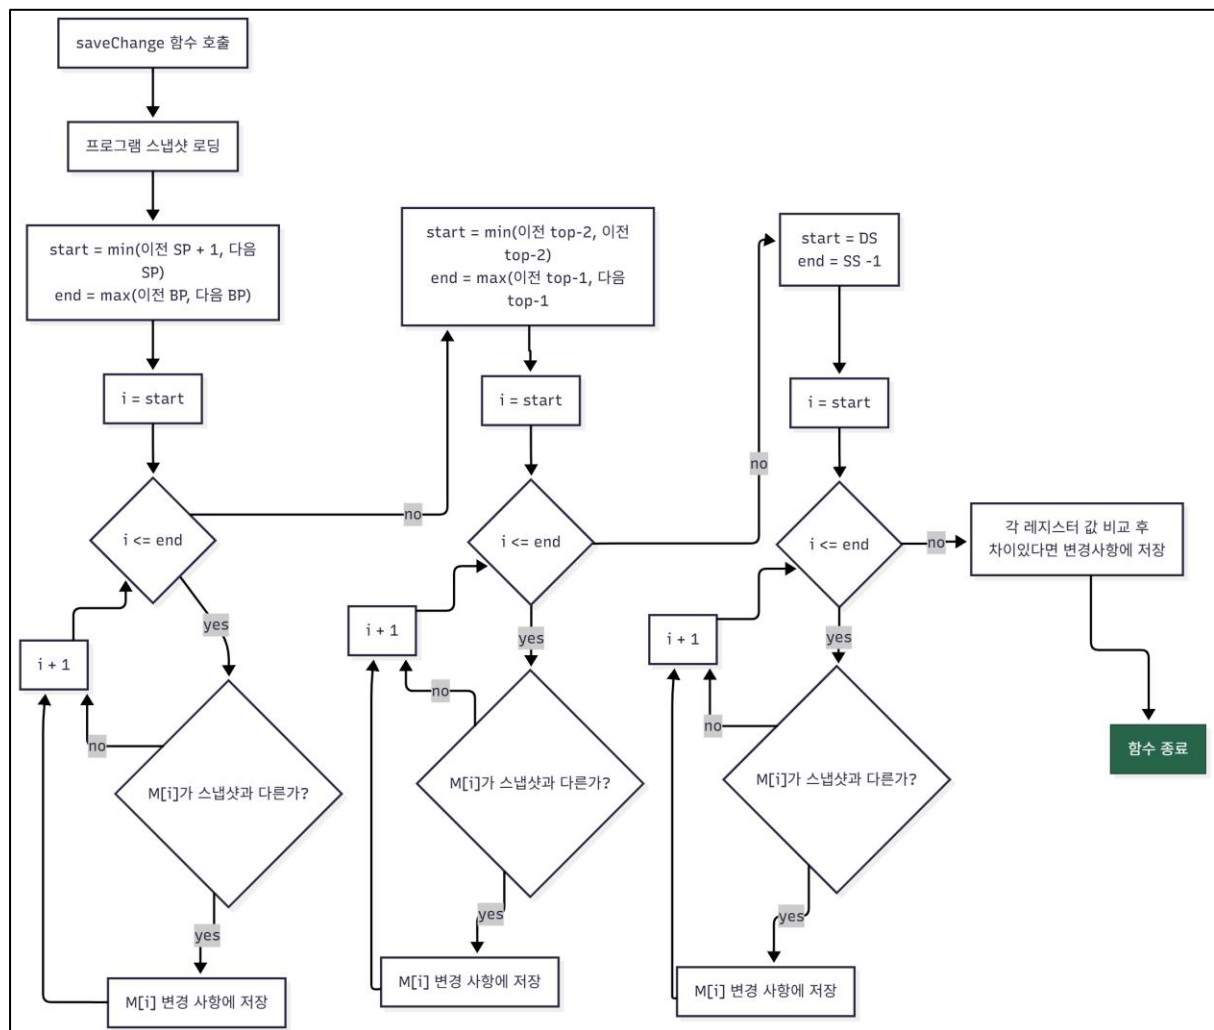 saveChange 함수 호출
프로그램 스냅샷 로딩
start = min(이전 SP + 1, 다음
SP)
end = max(이전 BP, 다음 BP)
i = start
i <= end
no
yes
i + 1
no
M[i]가 스냅샷과 다른가?
yes
M[i] 변경 사항에 저장
start = min(이전 top-2, 이전
top-2)
end = max(이전 top-1, 다음
top-1
i = start
i <= end
no
yes
i + 1
no
M[i]가 스냅샷과 다른가?
yes
M[i] 변경 사항에 저장
start = DS
end = SS -1
i = start
i <= end
no
yes
i + 1
no
M[i]가 스냅샷과 다른가?
yes
M[i] 변경 사항에 저장
각 레지스터 값 비교 후
차이있다면 변경사항에 저장
함수 종료